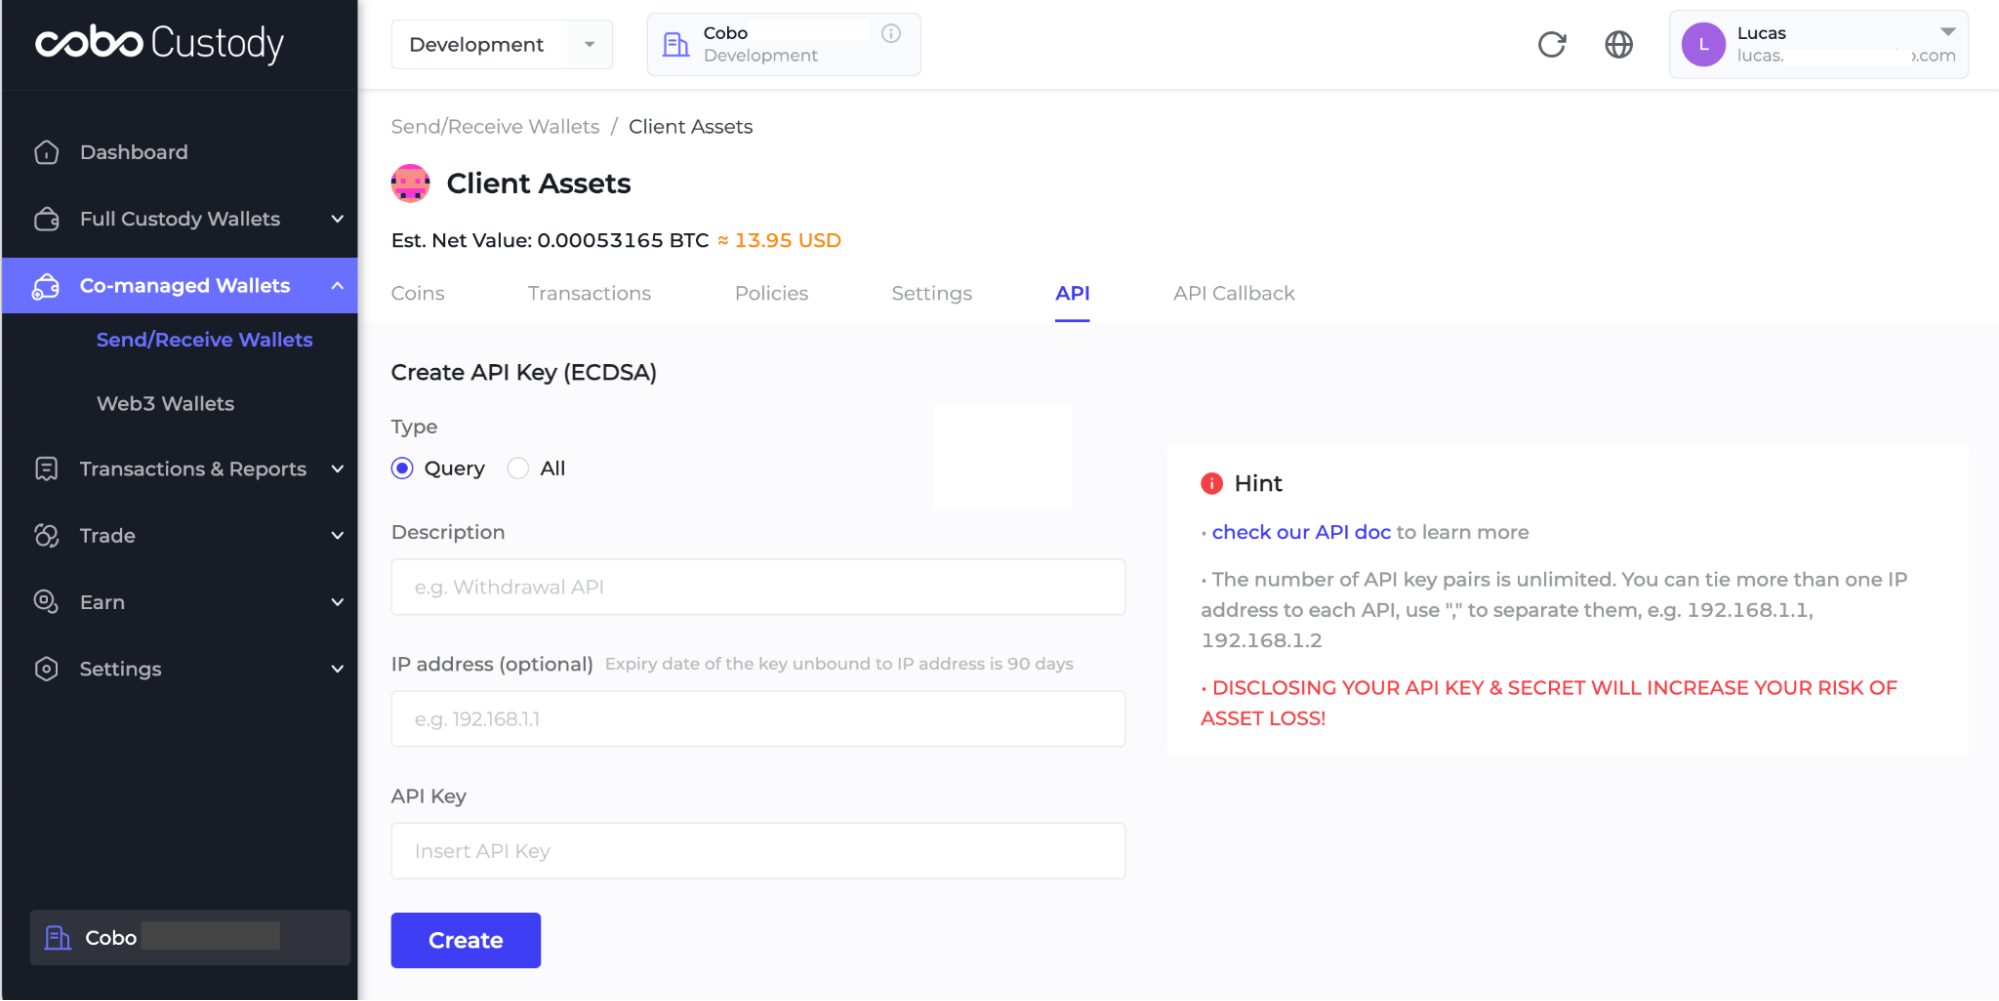 cobo Custody
Development
Cobo
Development
L
Lucas
lucas.
.com
Dashboard
Full Custody Wallets
Co-managed Wallets
Send/Receive Wallets
Web3 Wallets
Transactions & Reports
Trade
Earn
Settings
Cobo
Send/Receive Wallets / Client Assets
Client Assets
Est. Net Value: 0.00053165 BTC ≈ 13.95 USD
Coins Transactions Policies Settings API API Callback
Create API Key (ECDSA)
Type
Query All
Description
e.g. Withdrawal API
IP address (optional) Expiry date of the key unbound to IP address is 90 days
e.g. 192.168.1.1
API Key
Insert API Key
Create
Hint
· check our API doc to learn more
· The number of API key pairs is unlimited. You can tie more than one IP
address to each API, use "," to separate them, e.g. 192.168.1.1,
192.168.1.2
· DISCLOSING YOUR API KEY & SECRET WILL INCREASE YOUR RISK OF
ASSET LOSS!